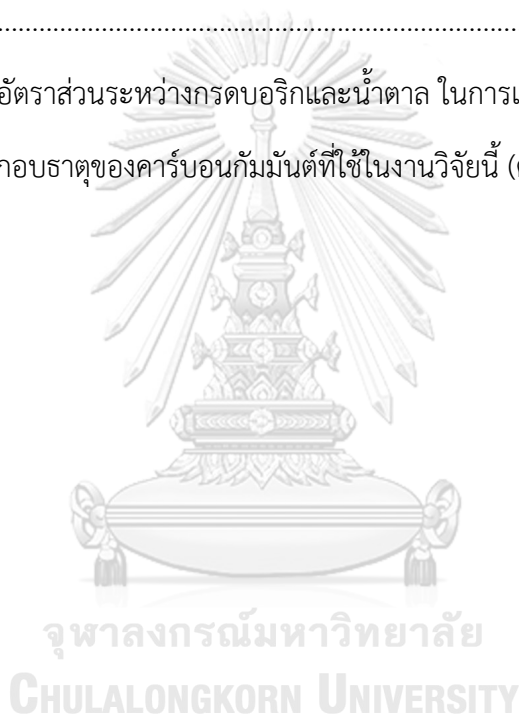 อัตราส่วนระหว่างกรดบอริกและน้ำตาล ในการเ
กอบธาตุของคาร์บอนกัมมันต์ที่ใช้ในงานวิจัยนี้ (
จุฬาลงกรณ์มหาวิทยาลัย
CHULALONGKORN UNIVERSITY